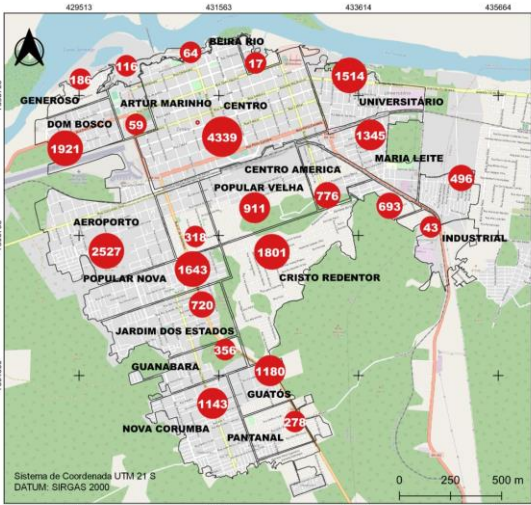 429513 431563 433614 435664
BEIRA RIO
64
116
17
186
1514
GENEROSO
ARTUR MARINHO
CENTRO
UNIVERSITÁRIO
DOM BOSCO
59
1921
4339
1345
MARIA LEITE
CENTRO AMERICA
POPULAR VELHA
496
776
911
693
AEROPORTO
318
43
INDUSTRIAL
2527
1643
1801
POPULAR NOVA
CRISTO REDENTOR
720
JARDIM DOS ESTADOS
356
GUANABARA
1180
GUATÓS
1143
278
NOVA CORUMBA
PANTANAL
Sistema de Coordenada UTM 21 S
DATUM: SIRGAS 2000
0 250 500 m